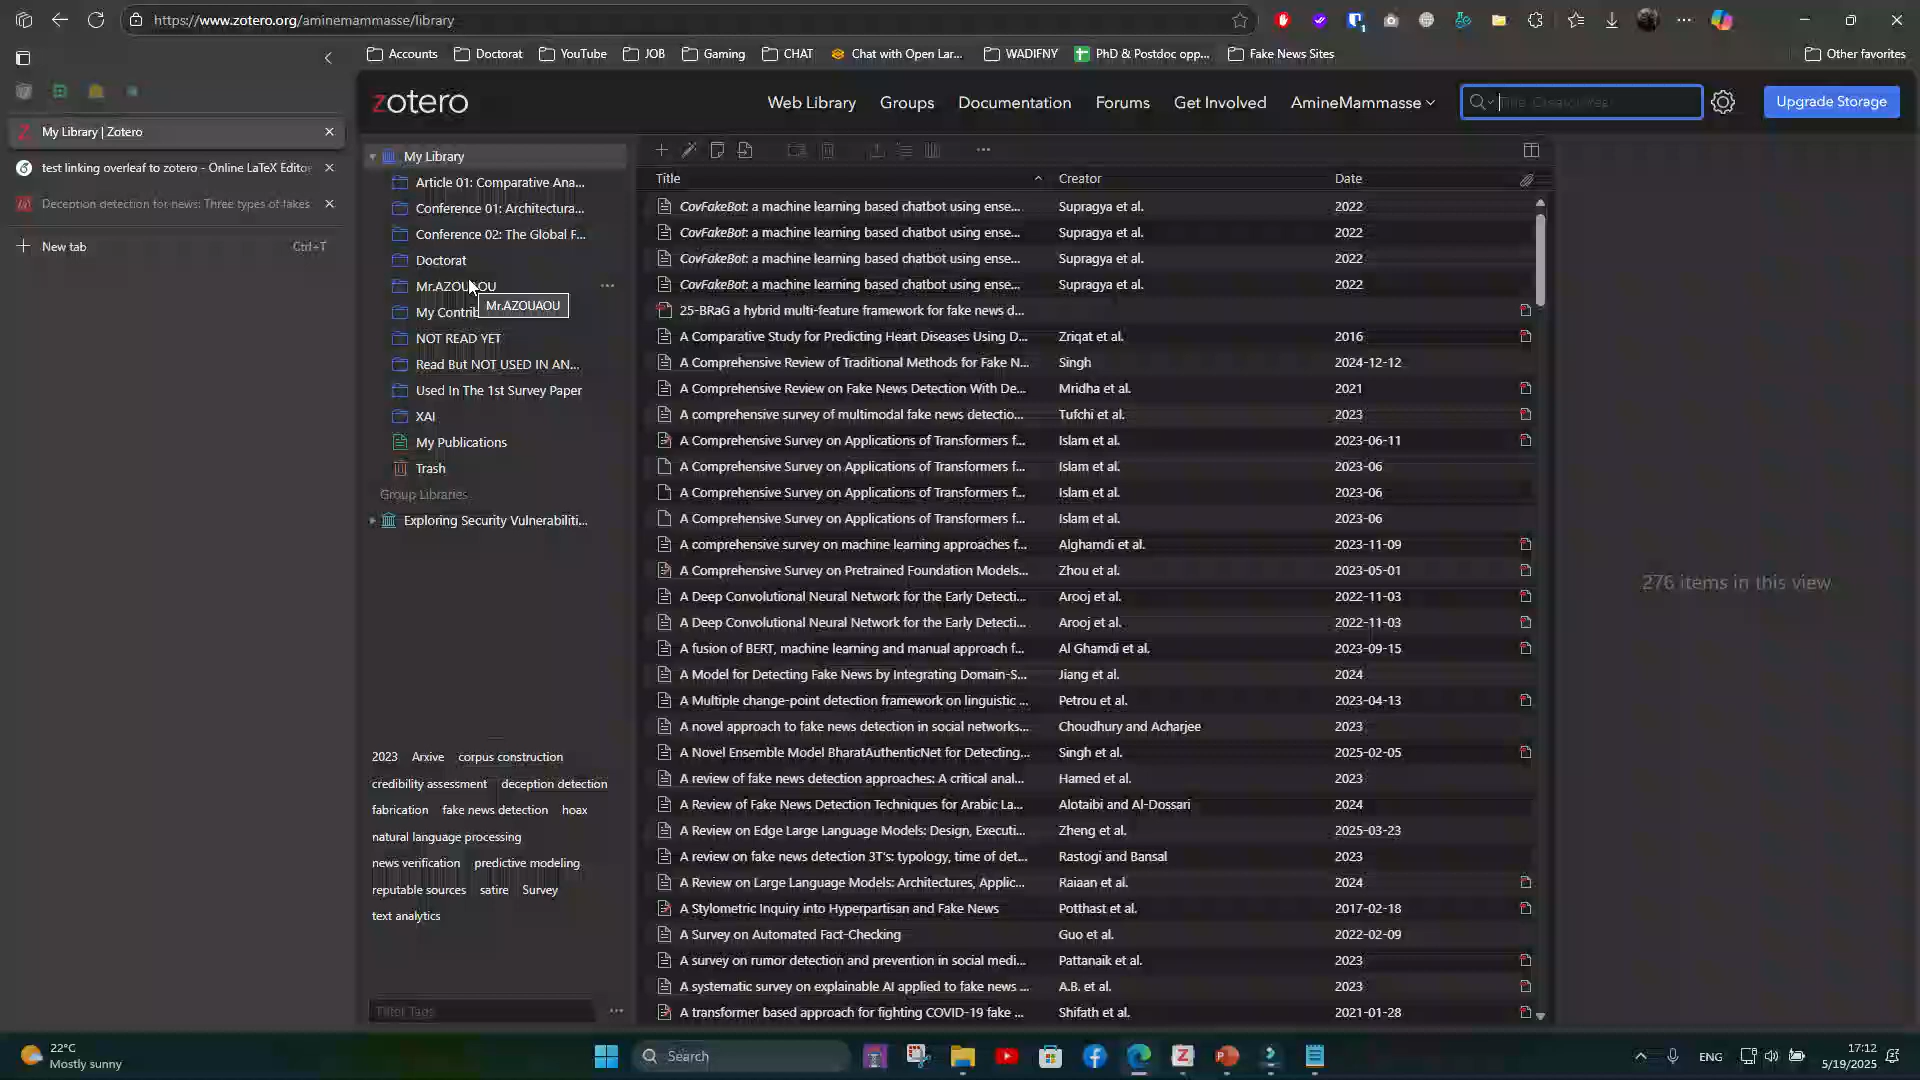 https://www.zotero.org/aminemammasse/library
Accounts
Doctorat
YouTube
JOB
Gaming
CHAT
Chat with Open Lar...
WADIFNY
PhD & Postdoc opp...
Fake News Sites
Other favorites
My Library | Zotero
test linking overleaf to zotero - Online LaTeX Edito
Deception detection for news: Three types of fakes
New tab
Ctrl+T
zotero
Web Library
Groups
Documentation
Forums
Get Involved
AmineMammasse
Title, Creator, Year
Upgrade Storage
My Library
Article 01: Comparative Ana...
Conference 01: Architectura...
Conference 02: The Global F...
Doctorat
Mr.AZOUAOU
Mr.AZOUAOU
My Contrib
NOT READ YET
Read But NOT USED IN AN...
Used In The 1st Survey Paper
XAI
My Publications
Trash
Group Libraries
Exploring Security Vulnerabiliti...
2023 Arxive corpus construction
credibility assessment deception detection
fabrication fake news detection hoax
natural language processing
news verification predictive modeling
reputable sources satire Survey
text analytics
Filter Tags
Title Creator Date
CovFakeBot: a machine learning based chatbot using ense... Supragya et al. 2022
CovFakeBot: a machine learning based chatbot using ense... Supragya et al. 2022
CovFakeBot: a machine learning based chatbot using ense... Supragya et al. 2022
CovFakeBot: a machine learning based chatbot using ense... Supragya et al. 2022
25-BRaG a hybrid multi-feature framework for fake news d...
A Comparative Study for Predicting Heart Diseases Using D... Zriqat et al. 2016
A Comprehensive Review of Traditional Methods for Fake N... Singh 2024-12-12
A Comprehensive Review on Fake News Detection With De... Mridha et al. 2021
A comprehensive survey of multimodal fake news detectio... Tufchi et al. 2023
A Comprehensive Survey on Applications of Transformers f... Islam et al. 2023-06-11
A Comprehensive Survey on Applications of Transformers f... Islam et al. 2023-06
A Comprehensive Survey on Applications of Transformers f... Islam et al. 2023-06
A Comprehensive Survey on Applications of Transformers f... Islam et al. 2023-06
A comprehensive survey on machine learning approaches f... Alghamdi et al. 2023-11-09
A Comprehensive Survey on Pretrained Foundation Models... Zhou et al. 2023-05-01
A Deep Convolutional Neural Network for the Early Detecti... Arooj et al. 2022-11-03
A Deep Convolutional Neural Network for the Early Detecti... Arooj et al. 2022-11-03
A fusion of BERT, machine learning and manual approach f... Al Ghamdi et al. 2023-09-15
A Model for Detecting Fake News by Integrating Domain-S... Jiang et al. 2024
A Multiple change-point detection framework on linguistic ... Petrou et al. 2023-04-13
A novel approach to fake news detection in social networks... Choudhury and Acharjee 2023
A Novel Ensemble Model BharatAuthenticNet for Detecting... Singh et al. 2025-02-05
A review of fake news detection approaches: A critical anal... Hamed et al. 2023
A Review of Fake News Detection Techniques for Arabic La... Alotaibi and Al-Dossari 2024
A Review on Edge Large Language Models: Design, Executi... Zheng et al. 2025-03-23
A review on fake news detection 3T's: typology, time of det... Rastogi and Bansal 2023
A Review on Large Language Models: Architectures, Applic... Raiaan et al. 2024
A Stylometric Inquiry into Hyperpartisan and Fake News Potthast et al. 2017-02-18
A Survey on Automated Fact-Checking Guo et al. 2022-02-09
A survey on rumor detection and prevention in social medi... Pattanaik et al. 2023
A systematic survey on explainable AI applied to fake news ... A.B. et al. 2023
A transformer based approach for fighting COVID-19 fake ... Shifath et al. 2021-01-28
276 items in this view
22°C
Mostly sunny
Search
ENG
17:12
5/19/2025